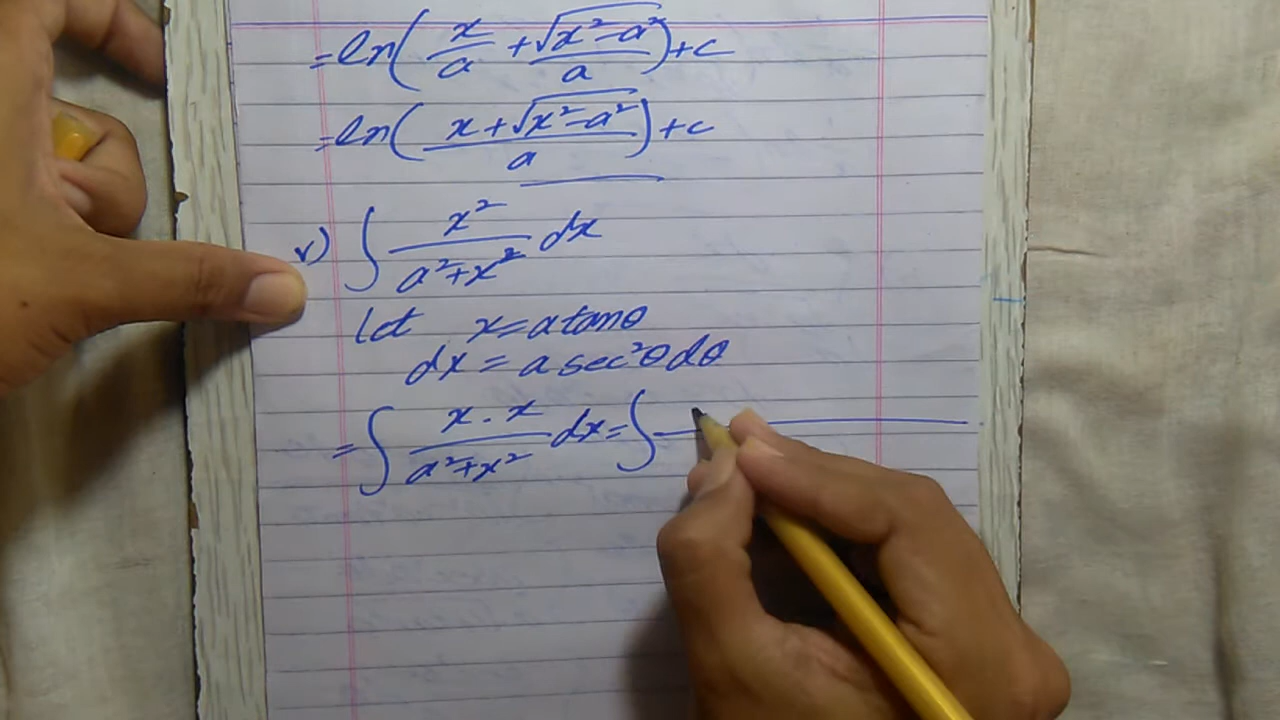 = ln( x/a + √(x²-a²)/a ) + c
= ln( (x + √(x²-a²))/a ) + c
v) ∫ x²/(a²+x²) dx
Let x = a tanθ
dx = a sec²θ dθ
= ∫ x . x/(a²+x²) dx = ∫